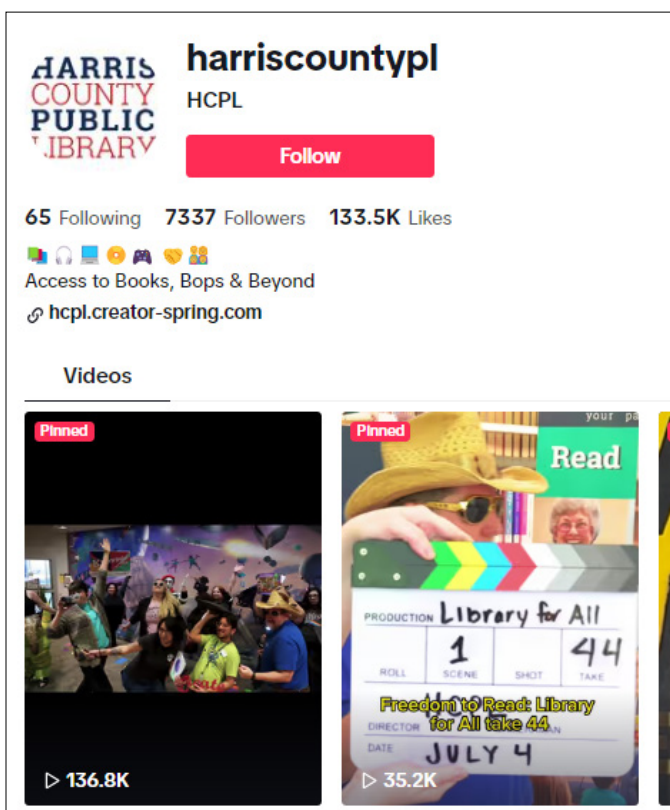 harriscountypl
HARRIS
COUNTY
PUBLIC
LIBRARY
HCPL
Follow
65 Following 7337 Followers 133.5K Likes
Access to Books, Bops & Beyond
hcpl.creator-spring.com
Videos
Pinned
136.8K
Pinned
your
Read
PRODUCTION Library for All
1 44
ROLL SCENE SHOT TAKE
Freedom to Read: Library
for All take 44
DIRECTOR
DATE JULY 4
35.2K